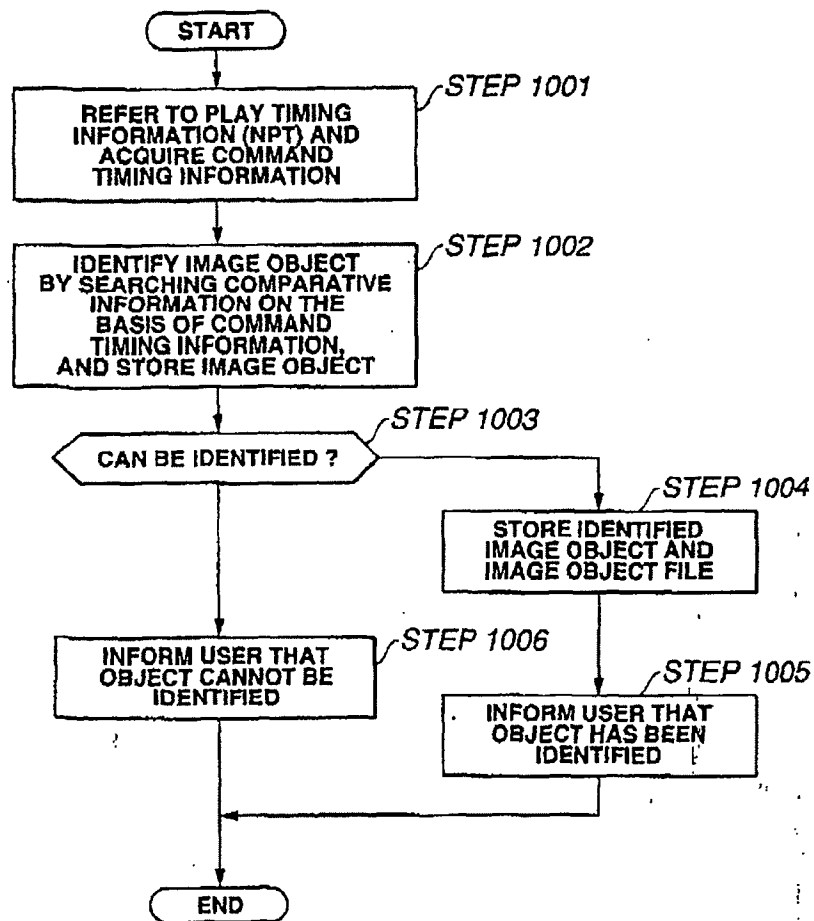 START
STEP 1001
REFER TO PLAY TIMING
INFORMATION (NPT) AND
ACQUIRE COMMAND
TIMING INFORMATION
STEP 1002
IDENTIFY IMAGE OBJECT
BY SEARCHING COMPARATIVE
INFORMATION ON THE
BASIS OF COMMAND
TIMING INFORMATION,
AND STORE IMAGE OBJECT
STEP 1003
CAN BE IDENTIFIED ?
STEP 1004
STORE IDENTIFIED
IMAGE OBJECT AND
IMAGE OBJECT FILE
STEP 1006
INFORM USER THAT
OBJECT CANNOT BE
IDENTIFIED
STEP 1005
INFORM USER THAT
OBJECT HAS BEEN
IDENTIFIED
END